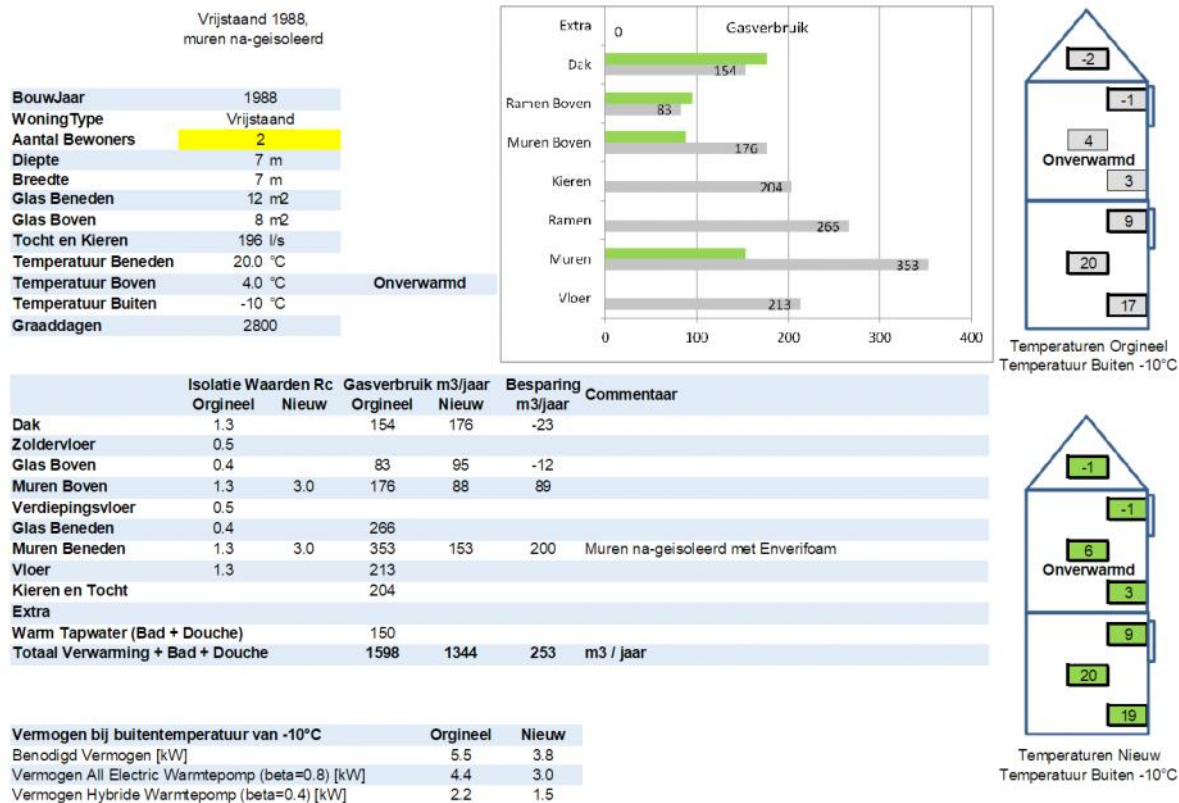 Vrijstaand 1988,
muren na-geisoleerd
BouwJaar 1988
WoningType Vrijstaand
Aantal Bewoners 2
Diepte 7 m
Breedte 7 m
Glas Beneden 12 m2
Glas Boven 8 m2
Tocht en Kieren 196 l/s
Temperatuur Beneden 20.0 °C
Temperatuur Boven 4.0 °C Onverwarmd
Temperatuur Buiten -10 °C
Graaddagen 2800
Gasverbruik
Extra 0
Dak 154
Ramen Boven 83
Muren Boven 176
Kieren 204
Ramen 266
Muren 353
Vloer 213
0 100 200 300 400
-2
-1
4
Onverwarmd
3
9
20
17
Temperaturen Orgineel
Temperatuur Buiten -10°C
Isolatie Waarden Rc Gasverbruik m3/jaar Besparing Commentaar
Orgineel Nieuw Orgineel Nieuw m3/jaar
Dak 1.3 154 176 -23
Zoldervloer 0.5
Glas Boven 0.4 83 95 -12
Muren Boven 1.3 3.0 176 88 89
Verdiepingsvloer 0.5
Glas Beneden 0.4 266
Muren Beneden 1.3 3.0 353 153 200 Muren na-geisoleerd met Enverifoam
Vloer 1.3 213
Kieren en Tocht 204
Extra
Warm Tapwater (Bad + Douche) 150
Totaal Verwarming + Bad + Douche 1598 1344 253 m3 / jaar
-1
-1
6
Onverwarmd
3
9
20
19
Temperaturen Nieuw
Temperatuur Buiten -10°C
Vermogen bij buitentemperatuur van -10°C Orgineel Nieuw
Benodigd Vermogen [kW] 5.5 3.8
Vermogen All Electric Warmtepomp (beta=0.8) [kW] 4.4 3.0
Vermogen Hybride Warmtepomp (beta=0.4) [kW] 2.2 1.5